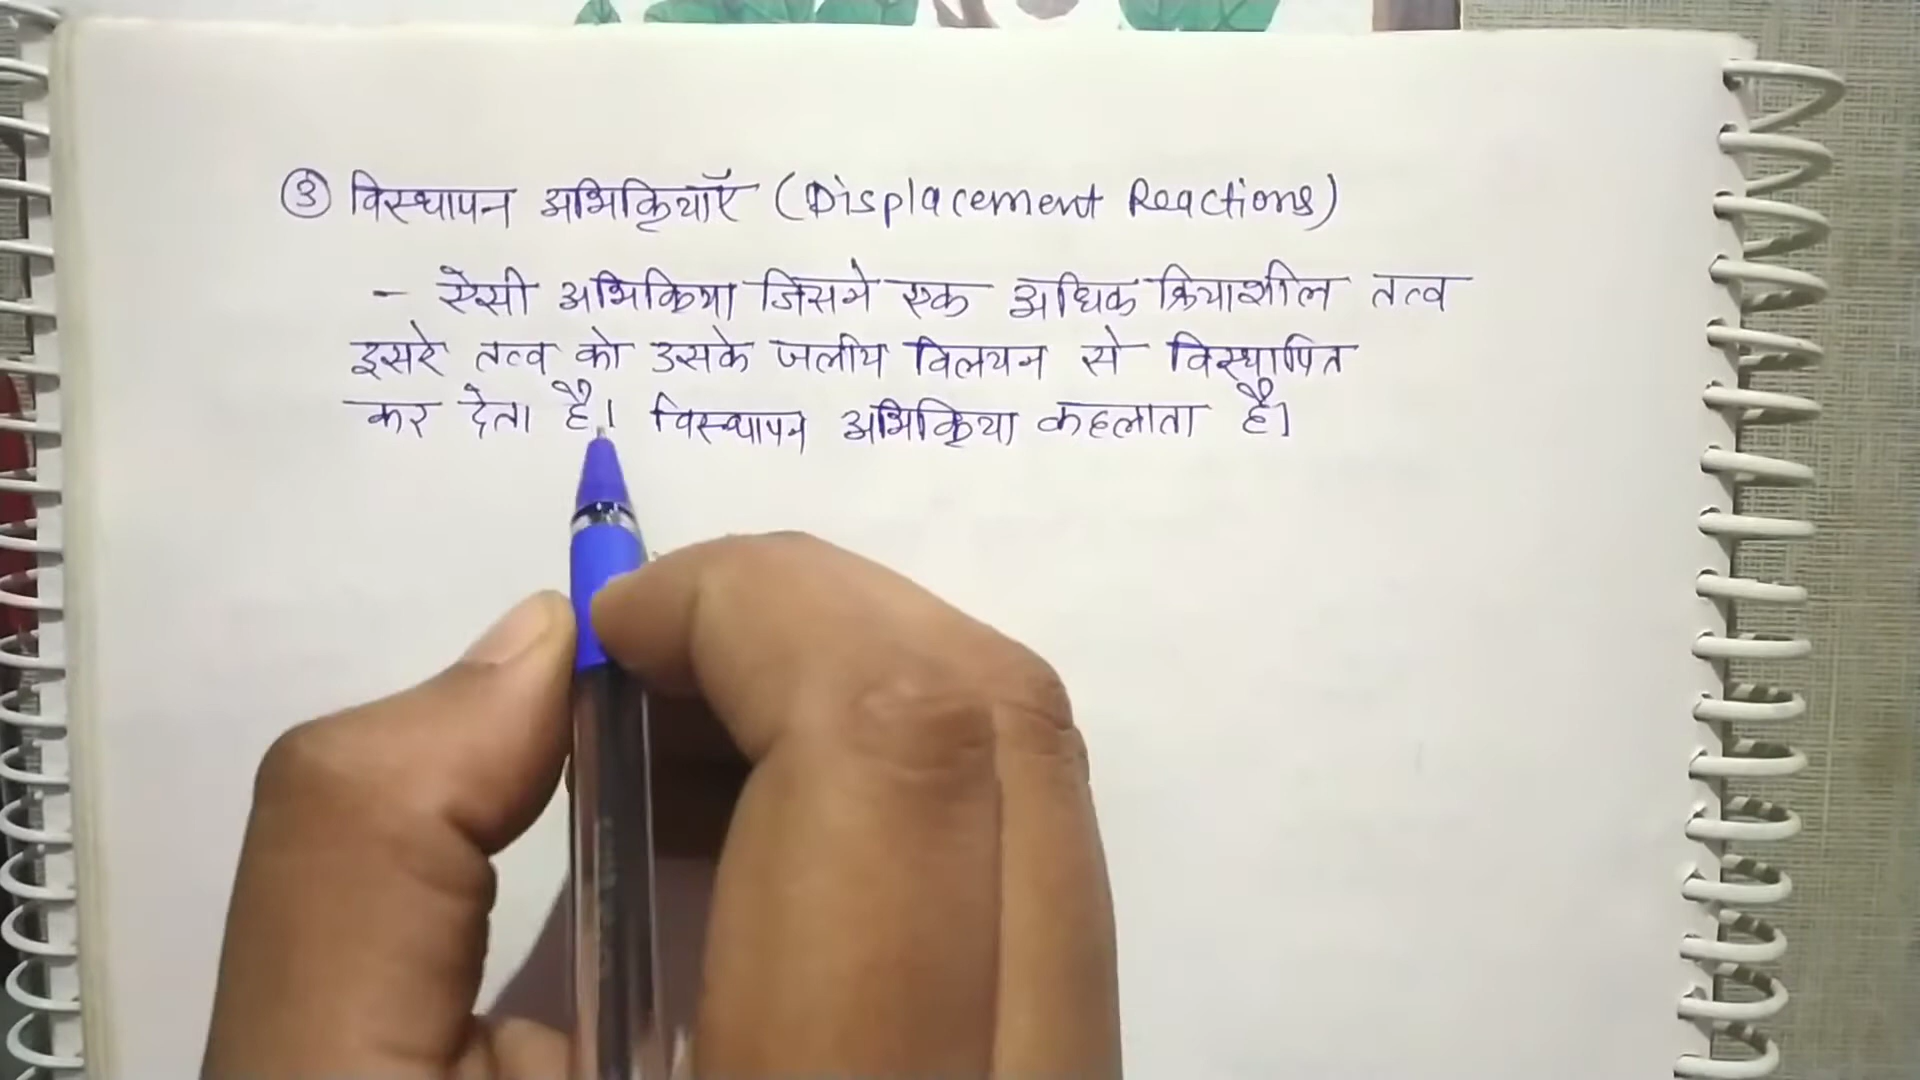 ③ विस्थापन अभिक्रियाएँ (Displacement Reactions)
- ऐसी अभिक्रिया जिसमे एक अधिक क्रियाशील तत्व
दुसरे तत्व को उसके जलीय विलयन से विस्थापित
कर देता है। विस्थापन अभिक्रिया कहलाता है।